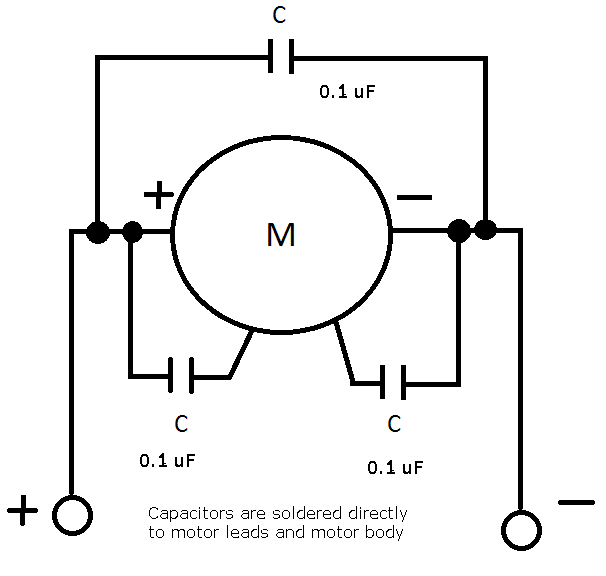 C
0.1 uF
+
−
M
C
C
0.1 uF
0.1 uF
+
−
Capacitors are soldered directly
to motor leads and motor body